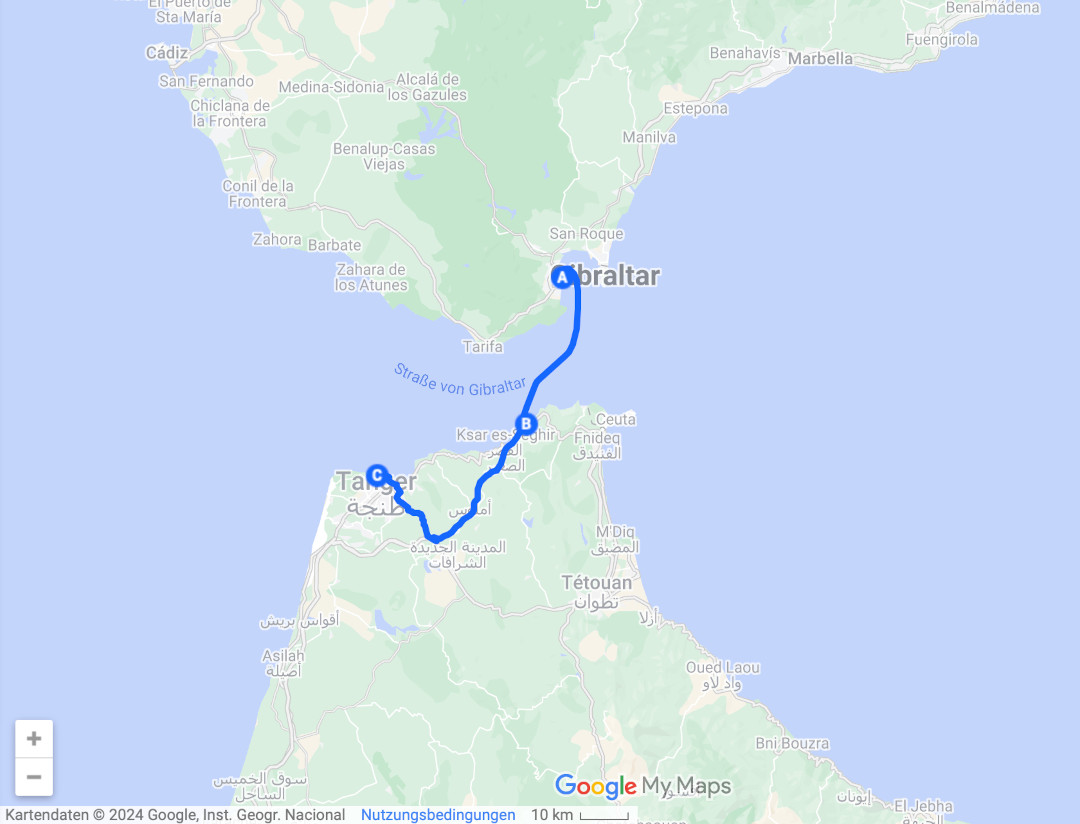 El Puerto de
Sta María
Benalmádena
Cádiz
Fuengirola
Benahavís
Marbella
San Fernando
Medina-Sidonia
Alcalá de
los Gazules
Chiclana de
la Frontera
Estepona
Manilva
Benalup-Casas
Viejas
Conil de la
Frontera
San Roque
Zahora
Barbate
Zahara de
los Atunes
A
Gibraltar
Tarifa
Straße von Gibraltar
B
Ceuta
Ksar es-Seghir
القصر
الصغير
Fnideq
الفنيدق
C
Tanger
طنجة
M'Diq
المضيق
المدينة الجديدة
الشرافات
Tétouan
تطوان
أزلا
أقواس بريش
Asilah
أصيلة
Oued Laou
واد لاو
Bni Bouzra
سوق الخميس
الساحل
Google My Maps
إيونان
El Jebha
+
−
Kartendaten © 2024 Google, Inst. Geogr. Nacional
Nutzungsbedingungen
10 km